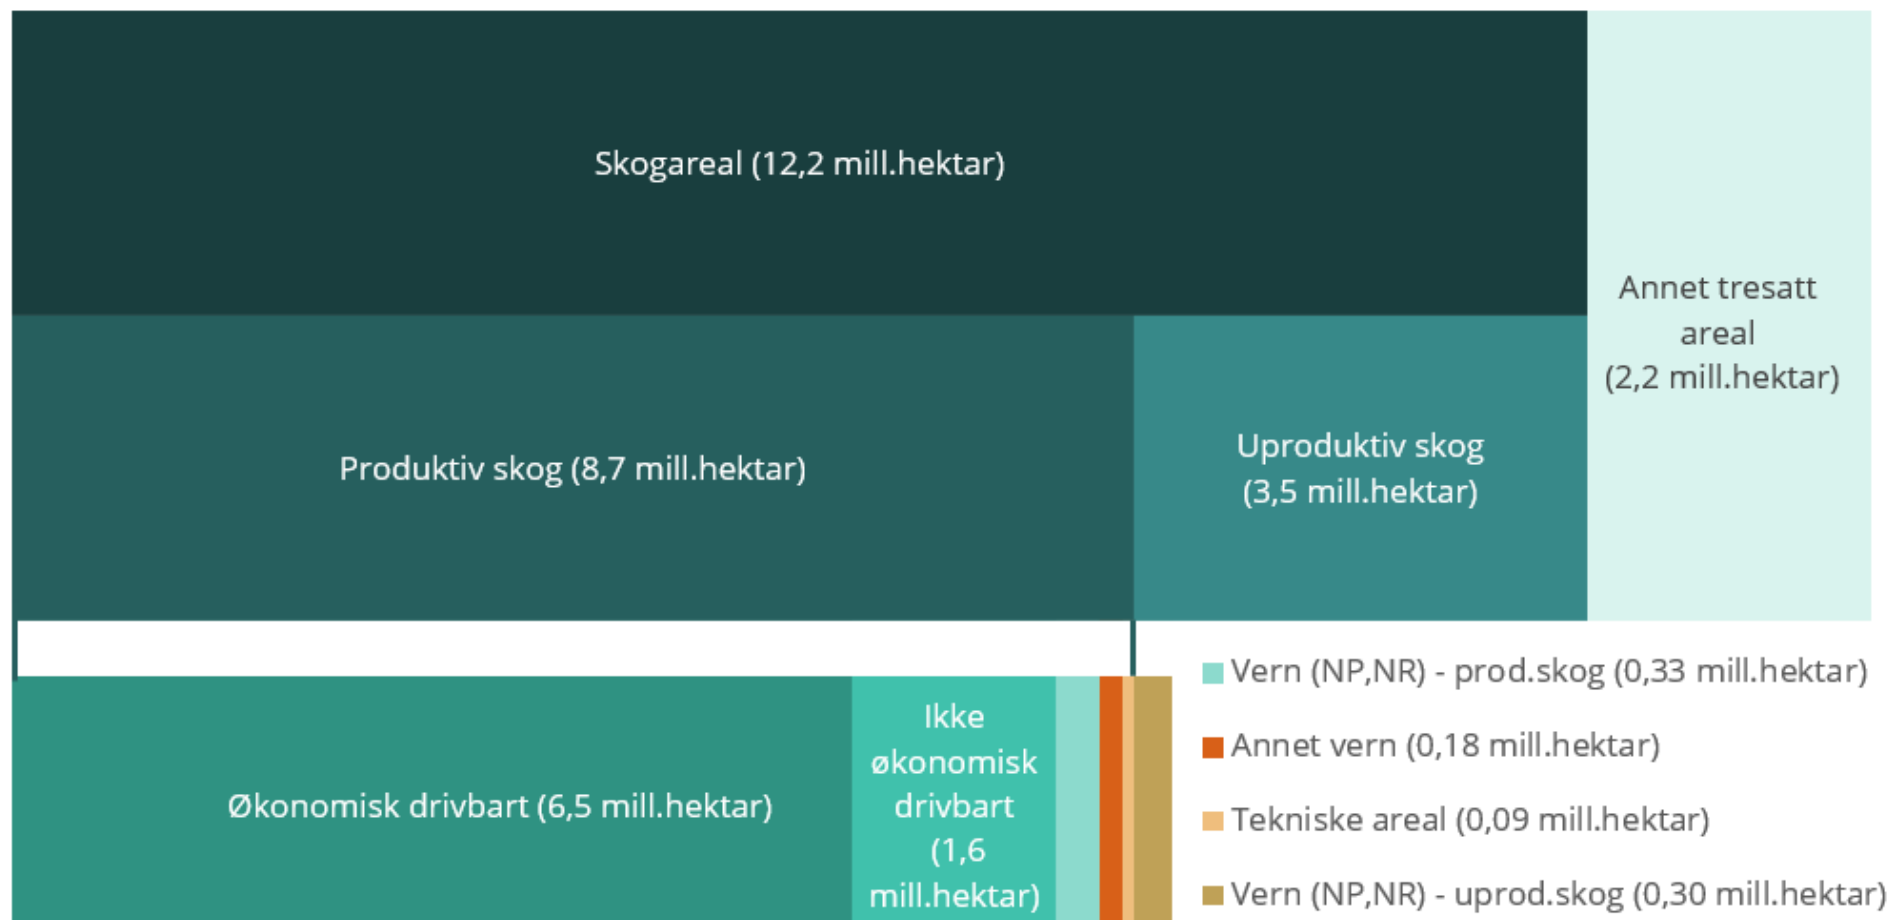 Skogareal (12,2 mill.hektar)
Annet tresatt
areal
(2,2 mill.hektar)
Produktiv skog (8,7 mill.hektar)
Uproduktiv skog
(3,5 mill.hektar)
Økonomisk drivbart (6,5 mill.hektar)
Ikke
økonomisk
drivbart
(1,6
mill.hektar)
Vern (NP,NR) - prod.skog (0,33 mill.hektar)
Annet vern (0,18 mill.hektar)
Tekniske areal (0,09 mill.hektar)
Vern (NP,NR) - uprod.skog (0,30 mill.hektar)